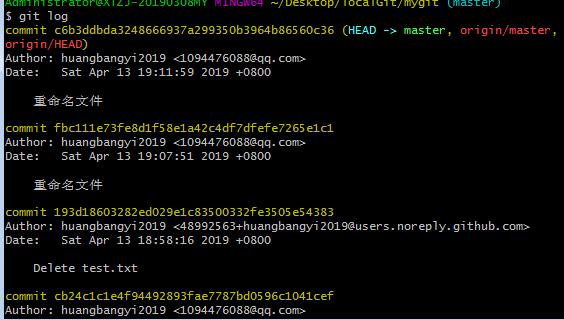 Administrator@XTZJ-20190308MY MINGW64 ~/Desktop/localGit/mygit (master)
$ git log
commit c6b3ddbda3248666937a299350b3964b86560c36 (HEAD -> master, origin/master,
origin/HEAD)
Author: huangbangyi2019 <1094476088@qq.com>
Date:   Sat Apr 13 19:11:59 2019 +0800
重命名文件
commit fbc111e73fe8d1f58e1a42c4df7dfefe7265e1c1
Author: huangbangyi2019 <1094476088@qq.com>
Date:   Sat Apr 13 19:07:51 2019 +0800
重命名文件
commit 193d18603282ed029e1c83500332fe3505e54383
Author: huangbangyi2019 <48992563+huangbangyi2019@users.noreply.github.com>
Date:   Sat Apr 13 18:58:16 2019 +0800
Delete test.txt
commit cb24c1c1e4f94492893fae7787bd0596c1041cef
Author: huangbangyi2019 <1094476088@qq.com>